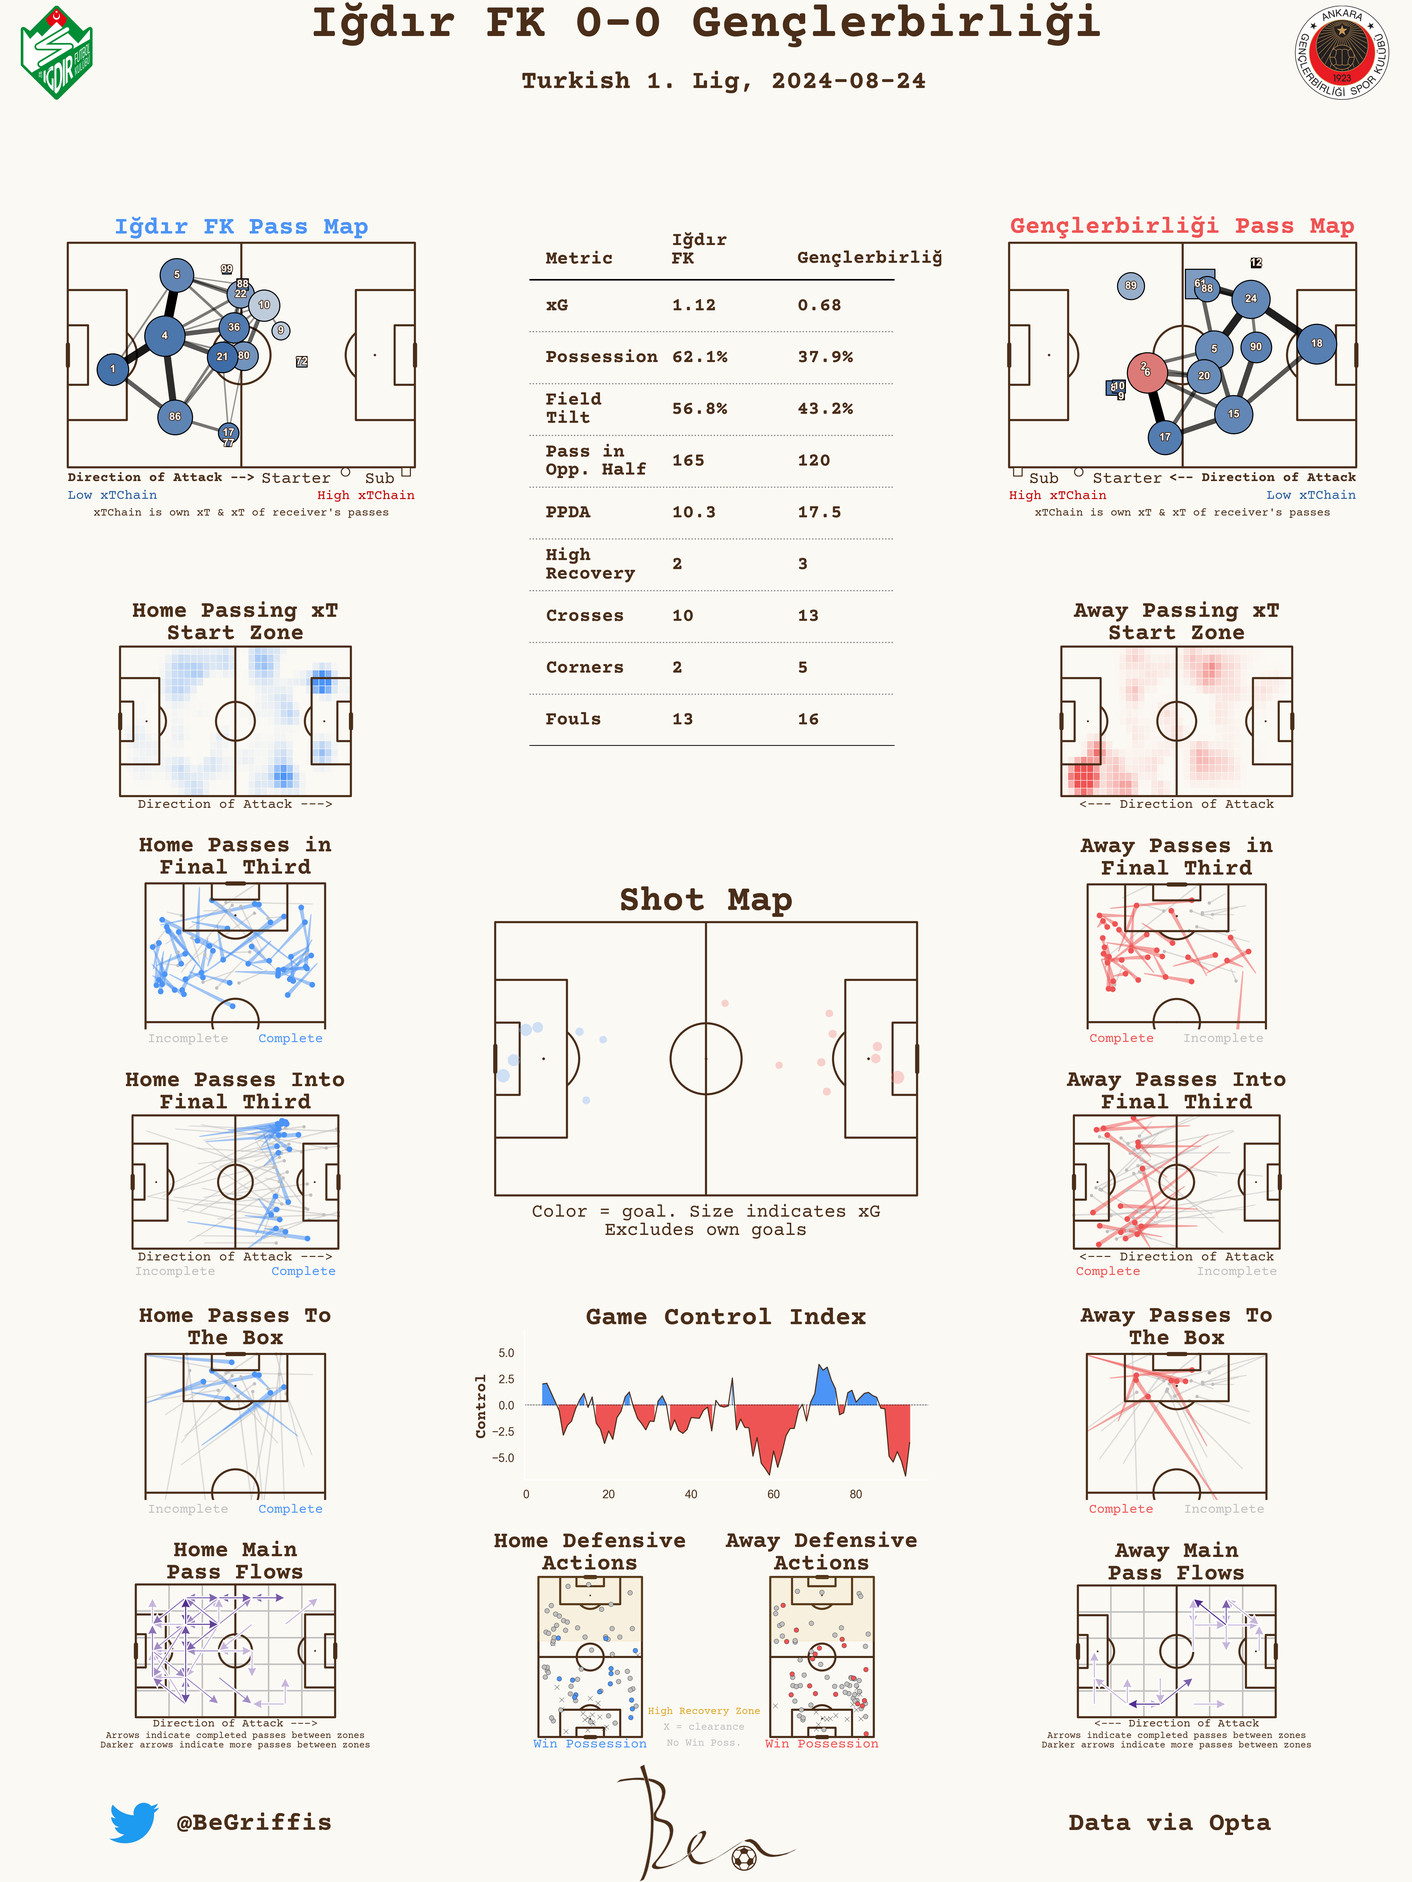 Iğdır FK 0-0 Gençlerbirliği
Turkish 1. Lig, 2024-08-24
IĞDIR
FUTBOL
KULÜBÜ
ANKARA
GENÇLERBİRLİĞİ SPOR KULÜBÜ
1923
Iğdır FK Pass Map
5
99
88
22
10
4
36
9
21
80
72
1
86
17
77
Direction of Attack --> Starter Sub
Low xTChain High xTChain
xTChain is own xT & xT of receiver's passes
Metric Iğdır FK Gençlerbirliğ
xG 1.12 0.68
Possession 62.1% 37.9%
Field Tilt 56.8% 43.2%
Pass in Opp. Half 165 120
PPDA 10.3 17.5
High Recovery 2 3
Crosses 10 13
Corners 2 5
Fouls 13 16
Gençlerbirliği Pass Map
12
89
61
88
24
5
90
18
2
6
20
8
10
9
15
17
Sub Starter <-- Direction of Attack
High xTChain Low xTChain
xTChain is own xT & xT of receiver's passes
Home Passing xT
Start Zone
Direction of Attack --->
Away Passing xT
Start Zone
<--- Direction of Attack
Home Passes in
Final Third
Incomplete Complete
Shot Map
Color = goal. Size indicates xG
Excludes own goals
Away Passes in
Final Third
Complete Incomplete
Home Passes Into
Final Third
Direction of Attack --->
Incomplete Complete
Away Passes Into
Final Third
<--- Direction of Attack
Complete Incomplete
Home Passes To
The Box
Incomplete Complete
Game Control Index
Control
5.0
2.5
0.0
−2.5
−5.0
0 20 40 60 80
Away Passes To
The Box
Complete Incomplete
Home Main
Pass Flows
Direction of Attack --->
Arrows indicate completed passes between zones
Darker arrows indicate more passes between zones
Home Defensive
Actions
Win Possession
Away Defensive
Actions
Win Possession
High Recovery Zone
X = clearance
No Win Poss.
Away Main
Pass Flows
<--- Direction of Attack
Arrows indicate completed passes between zones
Darker arrows indicate more passes between zones
@BeGriffis
Ben
Data via Opta